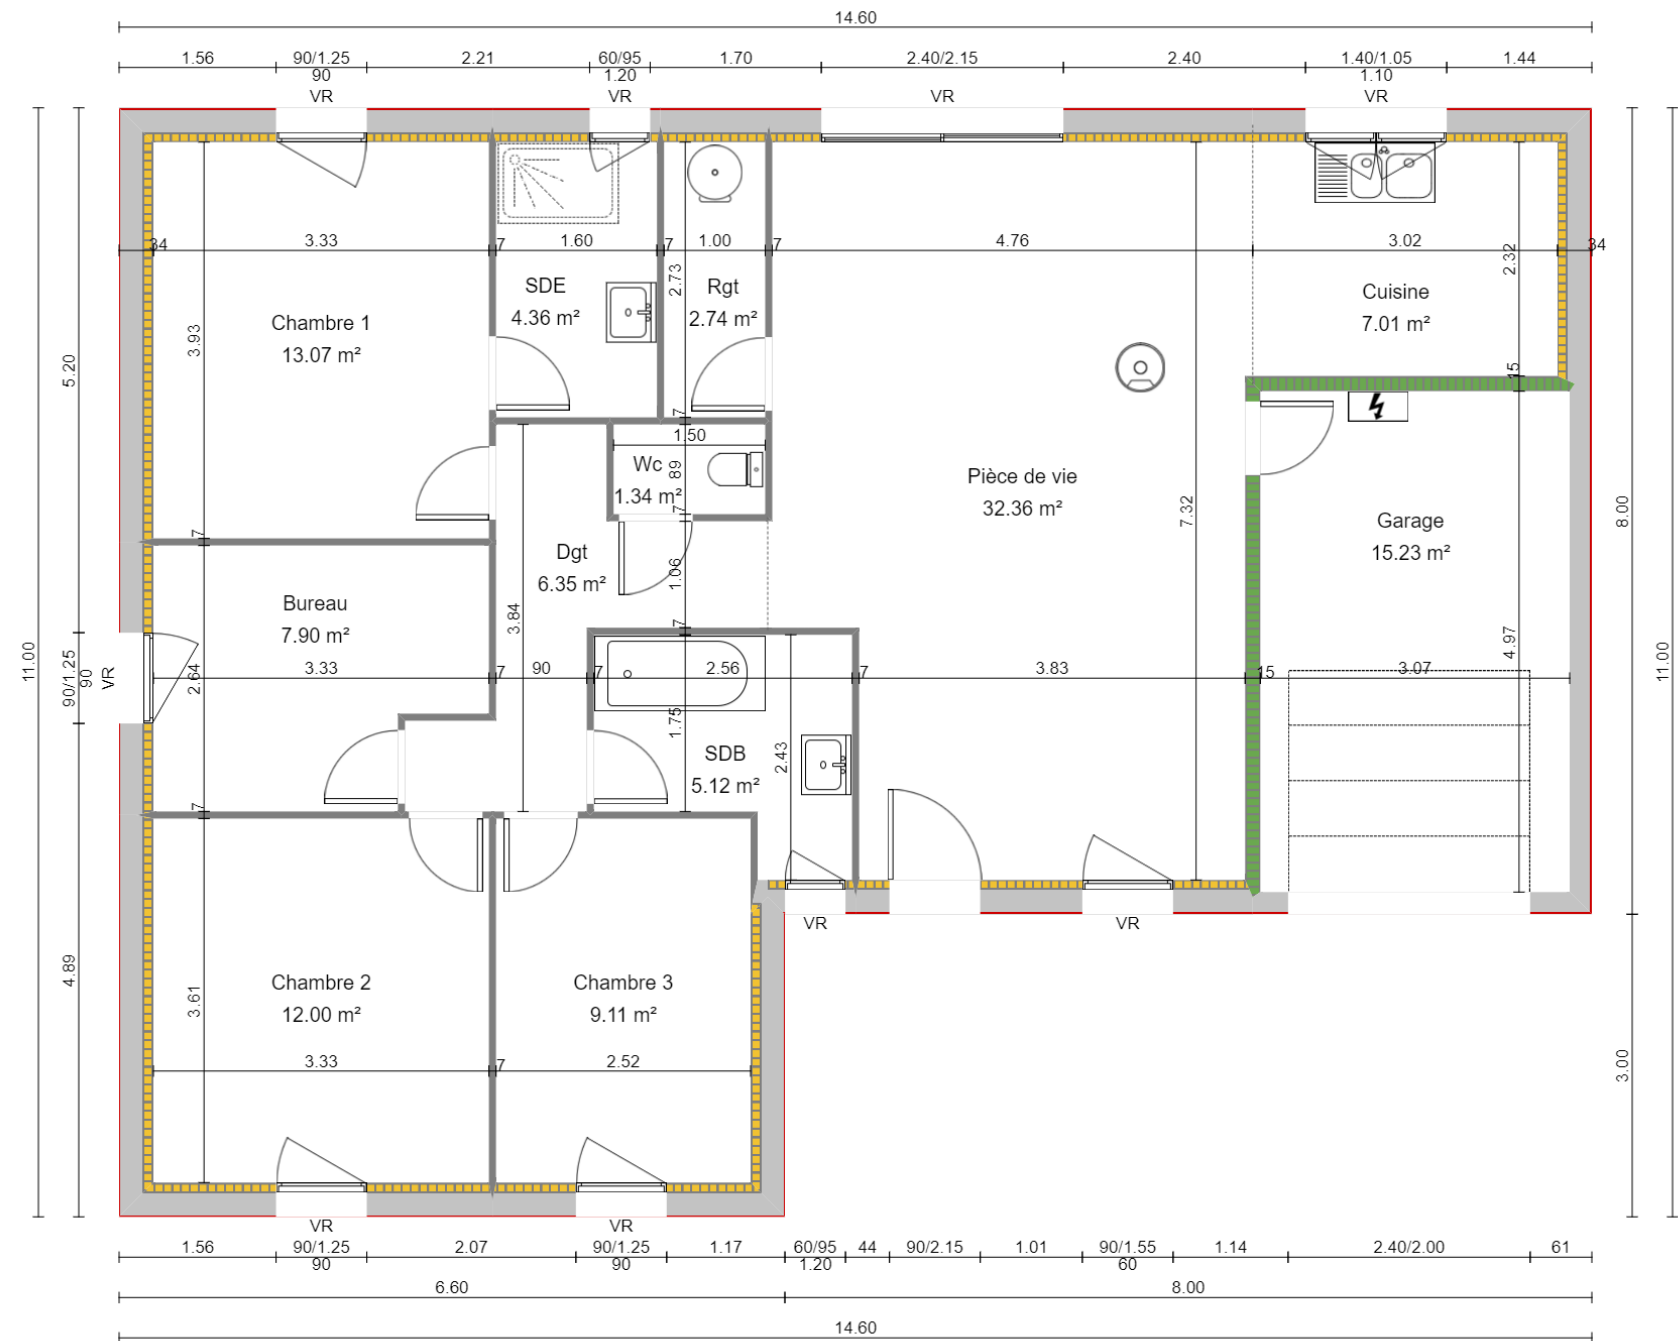 14.60
1.56 90/1.25 2.21 60/95 1.70 2.40/2.15 2.40 1.40/1.05 1.44
90 1.20 1.10
VR VR VR VR
34 3.33 7 1.60 7 1.00 7 4.76 3.02 34
2.73
2.32
SDE
4.36 m²
Rgt
2.74 m²
Cuisine
7.01 m²
Chambre 1
13.07 m²
3.93
5.20
15
7
1.50
Wc
1.34 m²
89
7
Pièce de vie
32.36 m²
7.32
8.00
Garage
15.23 m²
7
Dgt
6.35 m²
1.06
Bureau
7.90 m²
3.84
7
4.97
11.00
90/1.25
90
VR
2.64
3.33 7 90 7 2.56 7 3.83 15 3.07
11.00
1.75
SDB
5.12 m²
2.43
7
VR VR
4.89
Chambre 2
12.00 m²
Chambre 3
9.11 m²
3.61
3.00
3.33 7 2.52
VR VR
1.56 90/1.25 2.07 90/1.25 1.17 60/95 44 90/2.15 1.01 90/1.55 1.14 2.40/2.00 61
90 90 1.20 60
6.60 8.00
14.60